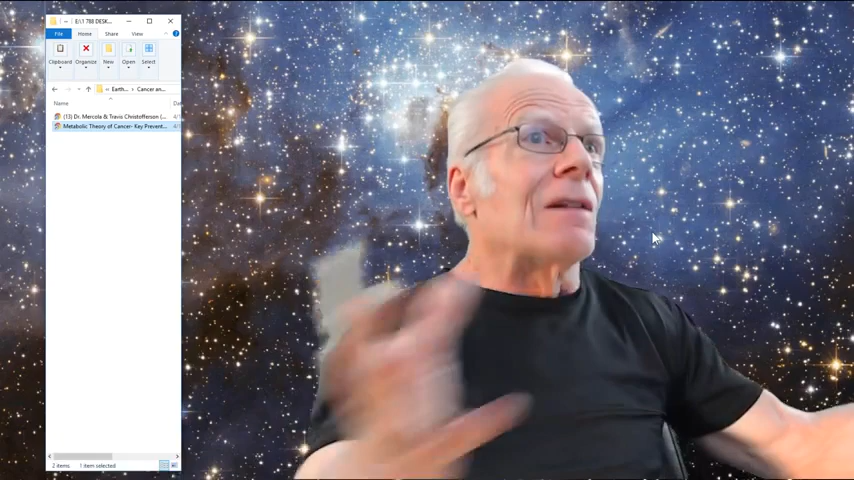 E:\1 788 DESK...
File Home Share View
Clipboard Organize New Open Select
« Earth... › Cancer an...
Name Dat
(13) Dr. Mercola & Travis Christofferson (... 4/1
Metabolic Theory of Cancer- Key Prevent... 4/1
2 items 1 item selected